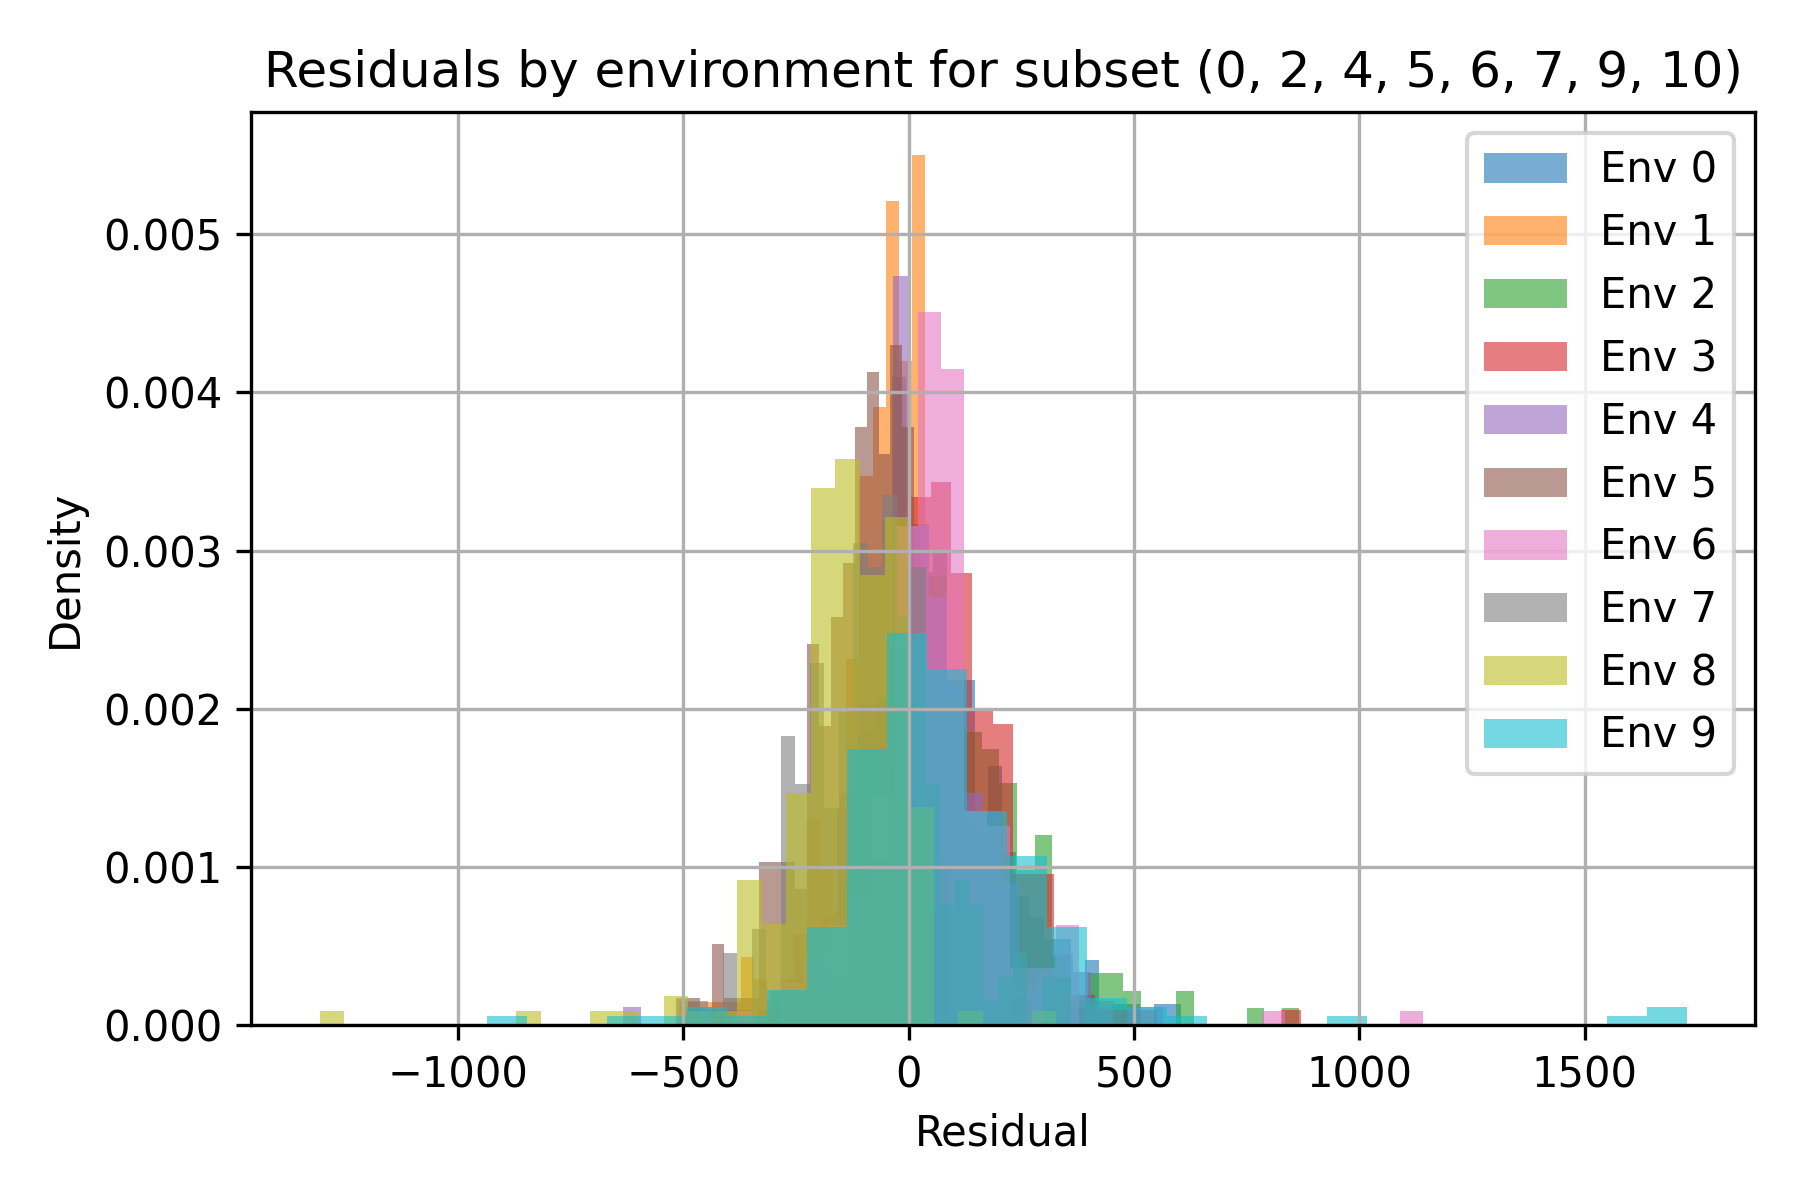 Residuals by environment for subset (0, 2, 4, 5, 6, 7, 9, 10)
Env 0
Env 1
Env 2
Env 3
Env 4
Env 5
Env 6
Env 7
Env 8
Env 9
Density
0.005
0.004
0.003
0.002
0.001
0.000
−1000 −500 0 500 1000 1500
Residual